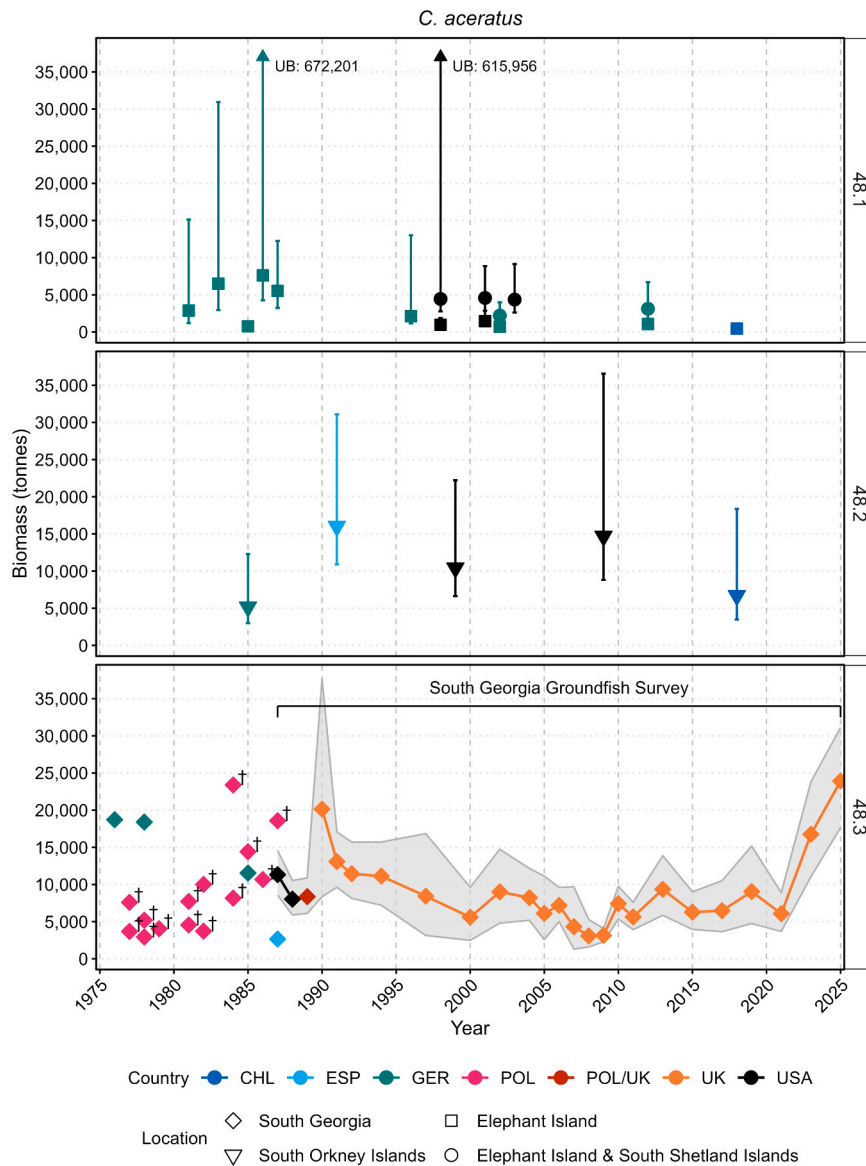 C. aceratus
35,000
UB: 672,201
UB: 615,956
30,000
25,000
20,000
15,000
10,000
5,000
0
48.1
35,000
30,000
25,000
20,000
15,000
10,000
5,000
0
48.2
Biomass (tonnes)
South Georgia Groundfish Survey
35,000
30,000
25,000
20,000
15,000
10,000
5,000
0
48.3
† † † † † † † † † † † † † † †
1975 1980 1985 1990 1995 2000 2005 2010 2015 2020 2025
Year
Country CHL ESP GER POL POL/UK UK USA
Location
South Georgia Elephant Island
South Orkney Islands Elephant Island & South Shetland Islands